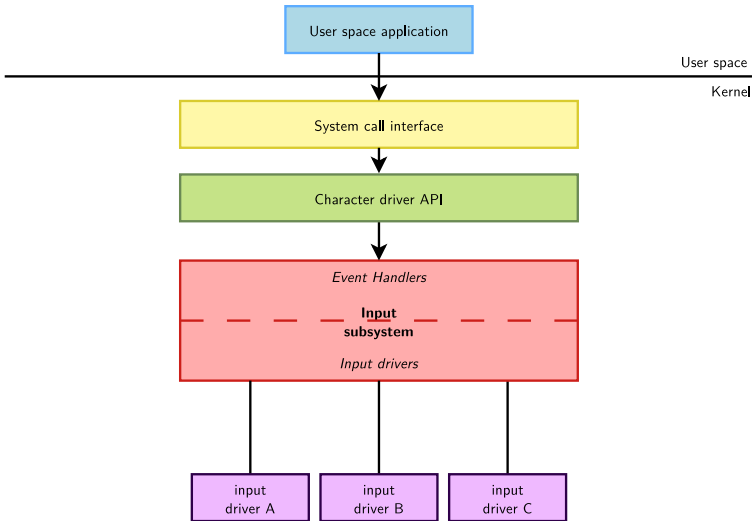 User space application
User space
Kernel
System call interface
Character driver API
Event Handlers
Input
subsystem
Input drivers
input
driver A
input
driver B
input
driver C